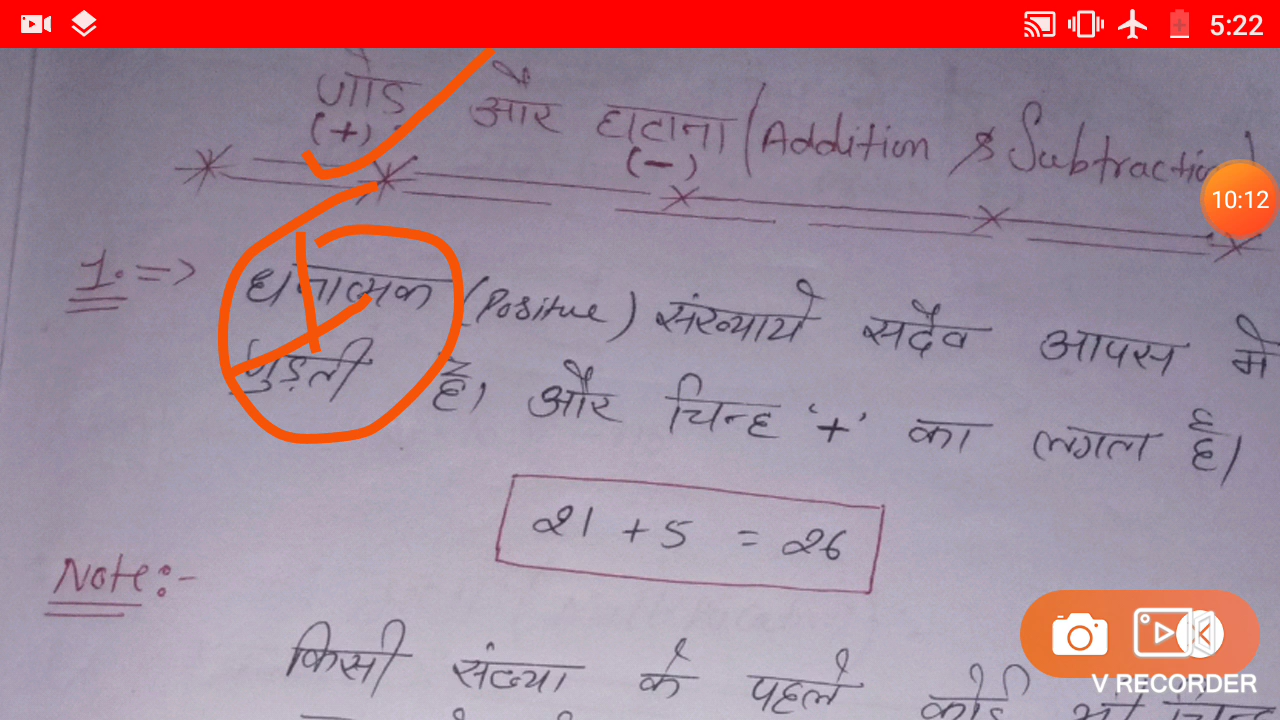 5:22
जोड़ और घटाना (Addition & Subtraction)
(+) (-)
10:12
1. => धनात्मक (Positive) संख्याये सदैव आपस मे
जुड़ती है। और चिन्ह '+' का लगत है।
21 + 5 = 26
Note:-
किसी संख्या के पहले कोई भी चिन्ह
V RECORDER